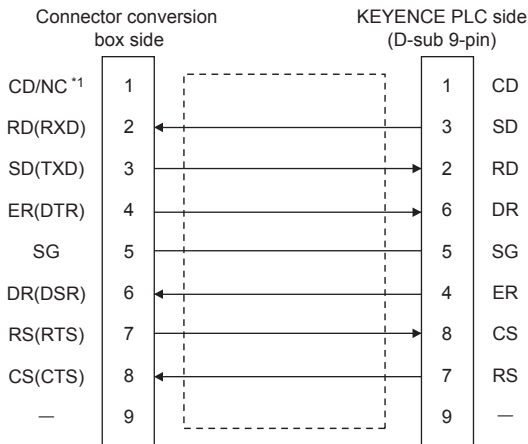 Connector conversion box side
KEYENCE PLC side (D-sub 9-pin)
CD/NC *1 1 1 CD
RD(RXD) 2 3 SD
SD(TXD) 3 2 RD
ER(DTR) 4 6 DR
SG 5 5 SG
DR(DSR) 6 4 ER
RS(RTS) 7 8 CS
CS(CTS) 8 7 RS
— 9 9 —